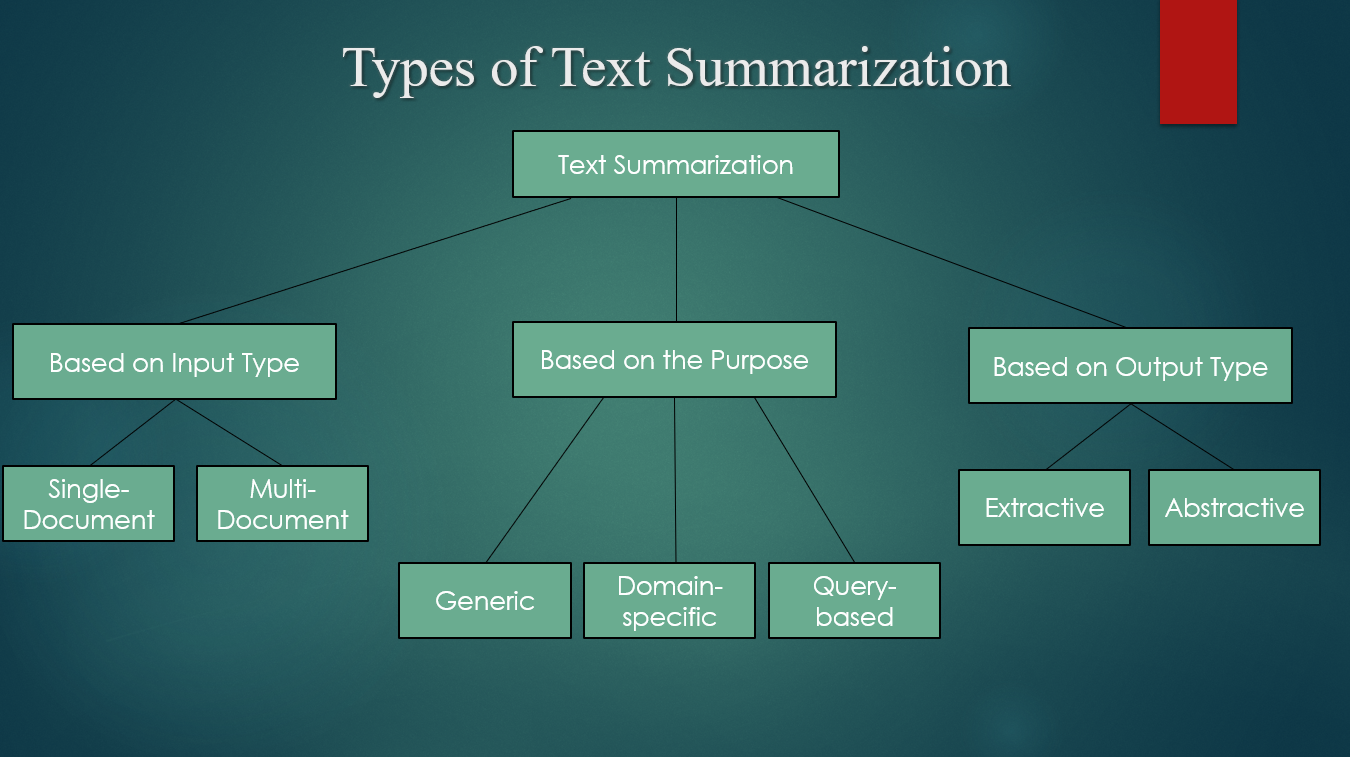 Types of Text Summarization
Text Summarization
Based on Input Type
Based on the Purpose
Based on Output Type
Single-
Document
Multi-
Document
Extractive
Abstractive
Generic
Domain-
specific
Query-
based